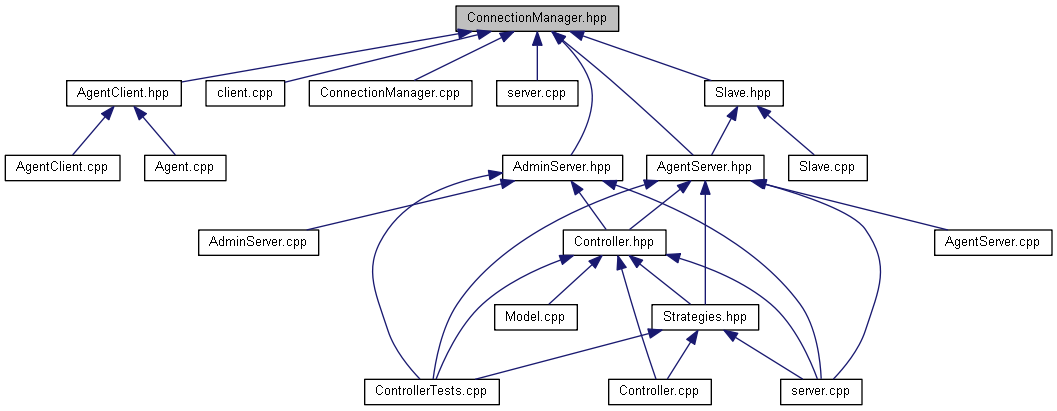 ConnectionManager.hpp
AgentClient.hpp
client.cpp
ConnectionManager.cpp
server.cpp
Slave.hpp
AgentClient.cpp
Agent.cpp
AdminServer.hpp
AgentServer.hpp
Slave.cpp
AdminServer.cpp
Controller.hpp
AgentServer.cpp
Model.cpp
Strategies.hpp
ControllerTests.cpp
Controller.cpp
server.cpp